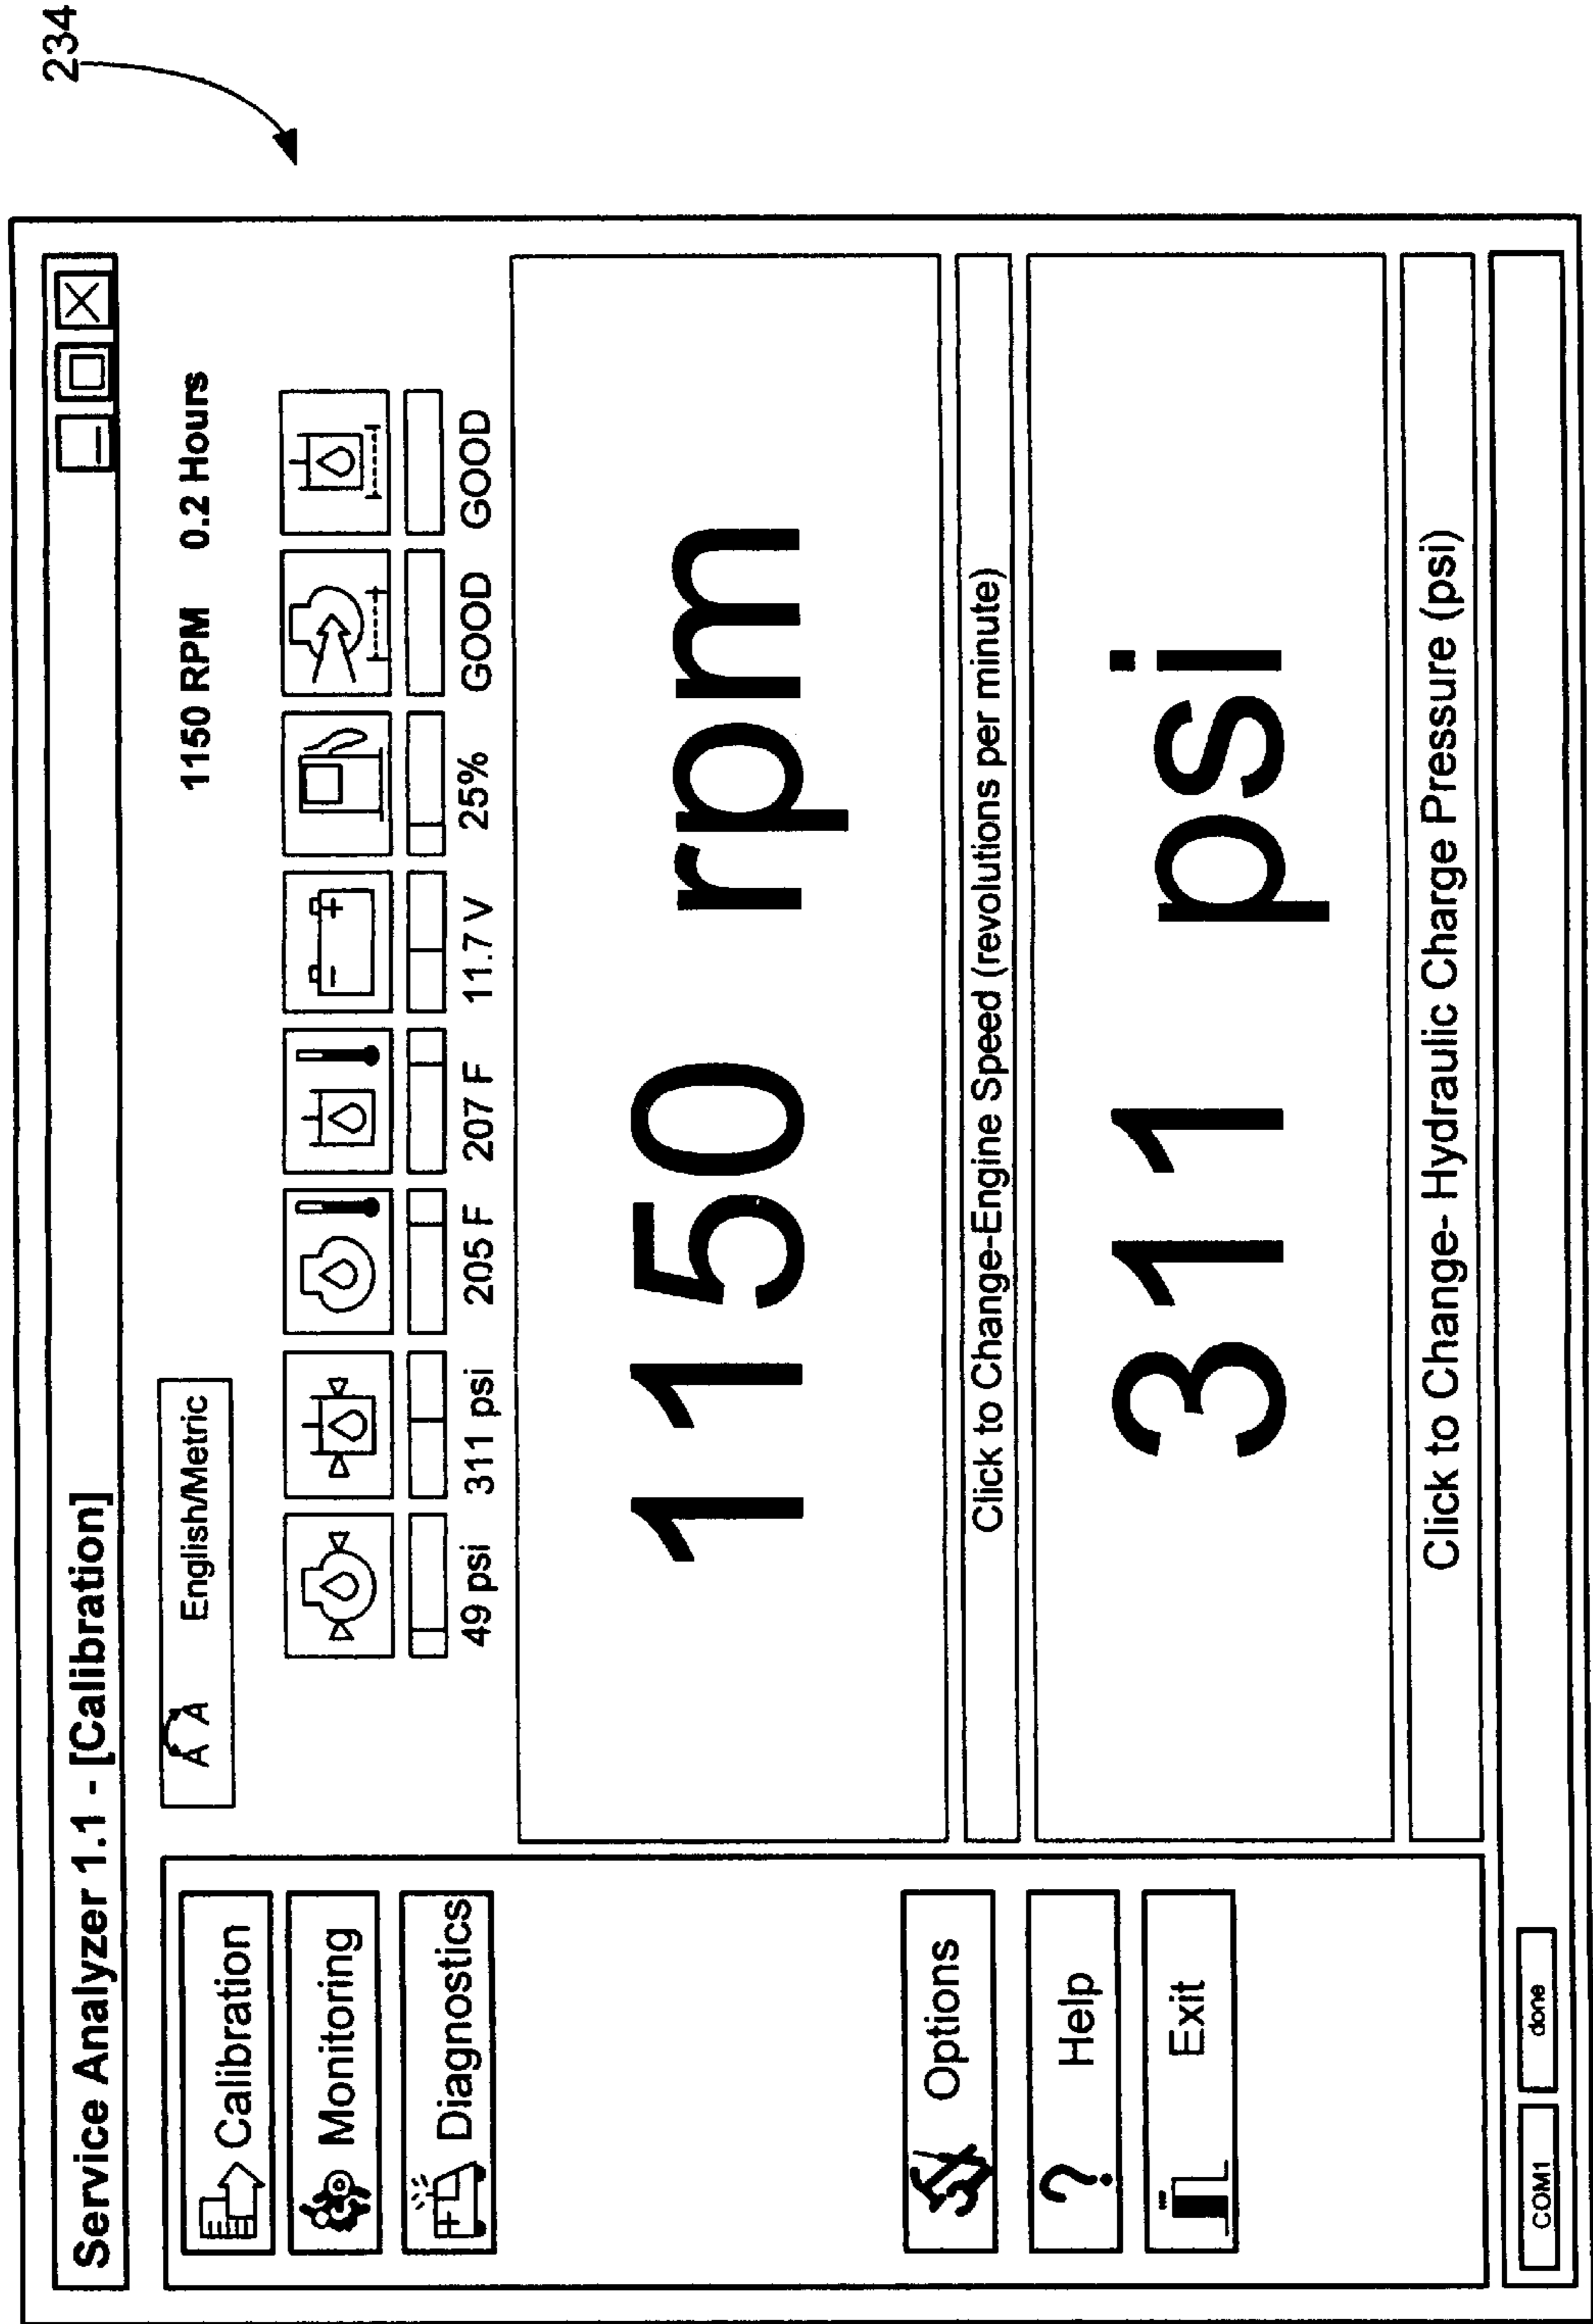 234
Service Analyzer 1.1 - [Calibration]
A A English/Metric
1150 RPM 0.2 Hours
Calibration
Monitoring
Diagnostics
Options
? Help
Exit
49 psi 311 psi 205 F 207 F 11.7 V 25% GOOD GOOD
1150 rpm
Click to Change-Engine Speed (revolutions per minute)
311 psi
Click to Change- Hydraulic Charge Pressure (psi)
COM1 done